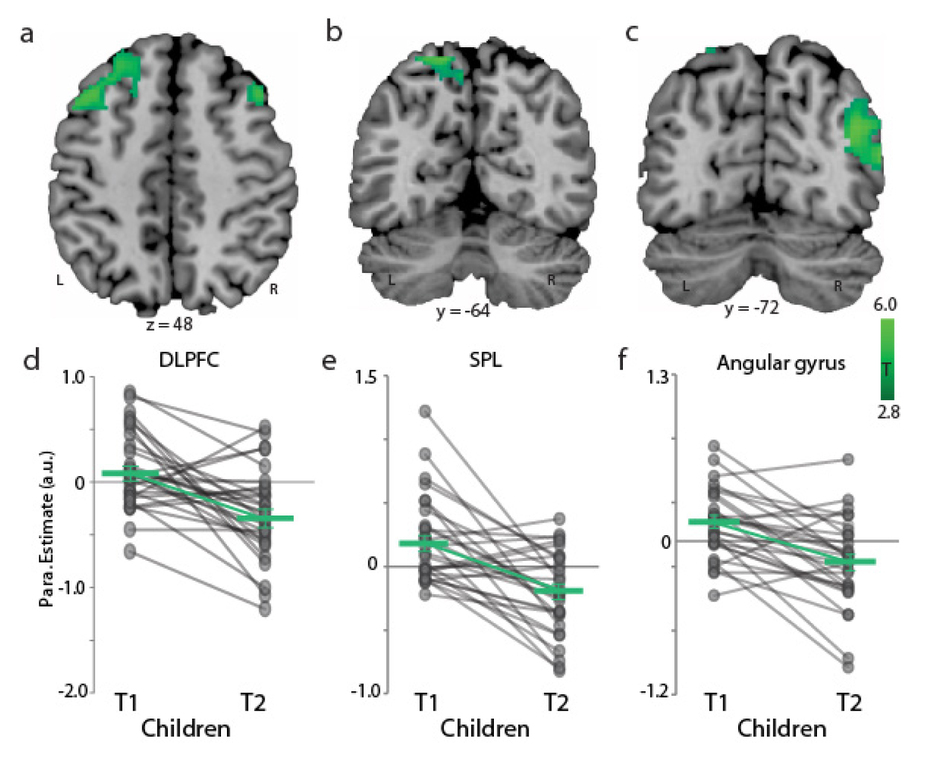 a
b
c
L
R
z = 48
L
R
y = -64
L
R
y = -72
6.0
T
2.8
d
DLPFC
1.0
0
-1.0
-2.0
Para. Estimate (a.u.)
T1
T2
Children
e
SPL
1.5
0
-1.0
T1
T2
Children
f
Angular gyrus
1.3
0
-1.2
T1
T2
Children